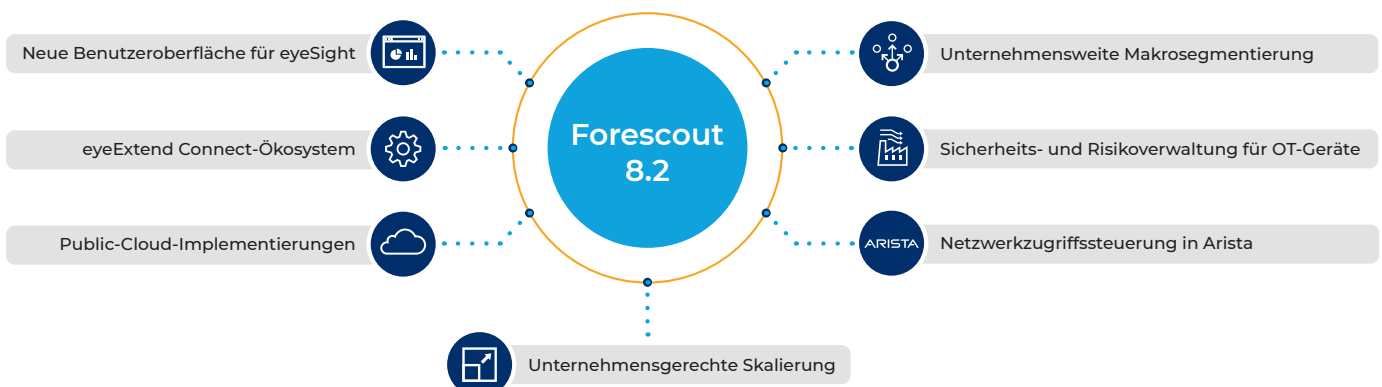 Neue Benutzeroberfläche für eyeSight
eyeExtend Connect-Ökosystem
Public-Cloud-Implementierungen
Forescout
8.2
Unternehmensweite Makrosegmentierung
Sicherheits- und Risikoverwaltung für OT-Geräte
ARISTA
Netzwerkzugriffssteuerung in Arista
Unternehmensgerechte Skalierung